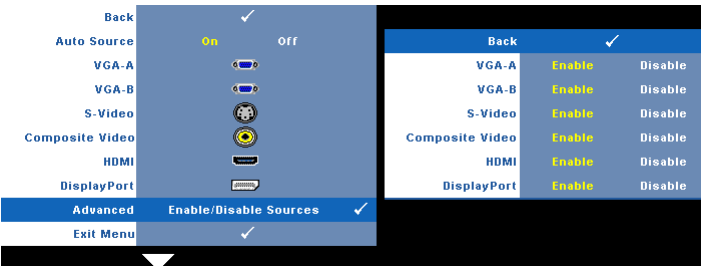 Back
Auto Source On Off
VGA-A
VGA-B
S-Video
Composite Video
HDMI
DisplayPort
Advanced Enable/Disable Sources
Exit Menu
Back
VGA-A Enable Disable
VGA-B Enable Disable
S-Video Enable Disable
Composite Video Enable Disable
HDMI Enable Disable
DisplayPort Enable Disable